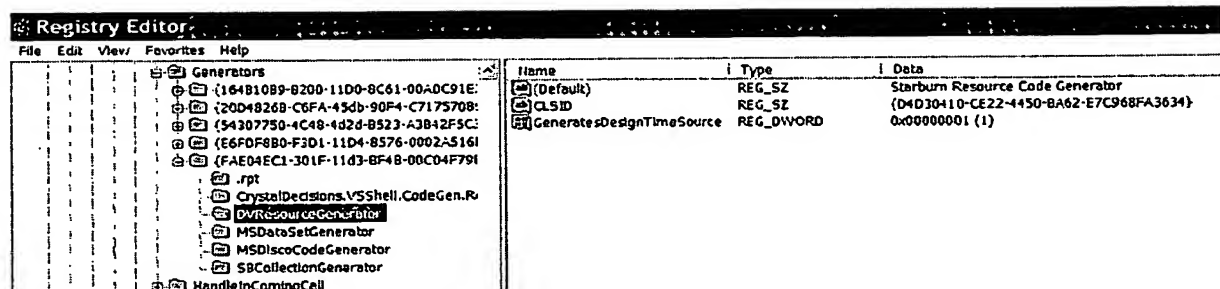 Registry Editor
File Edit View Favorites Help
Generators
{164B10B9-B200-11D0-8C61-00A0C91E
{20D4826B-C6FA-45db-90F4-C7175708
{54307750-4C48-4d2d-B523-A3B42F5C
{E6FDF8B0-F3D1-11D4-8576-0002A516
{FAE04EC1-301F-11d3-BF4B-00C04F79
.rpt
CrystalDecisions.VSShell.CodeGen.R
DVResourceGenerator
MSDataSetGenerator
MSDiscoCodeGenerator
SBCollectionGenerator
HandleInComingCall
Name Type Data
(Default) REG_SZ Starburn Resource Code Generator
CLSID REG_SZ {D4D30410-CE22-4450-BA62-E7C968FA3634}
GeneratesDesignTimeSource REG_DWORD 0x00000001 (1)